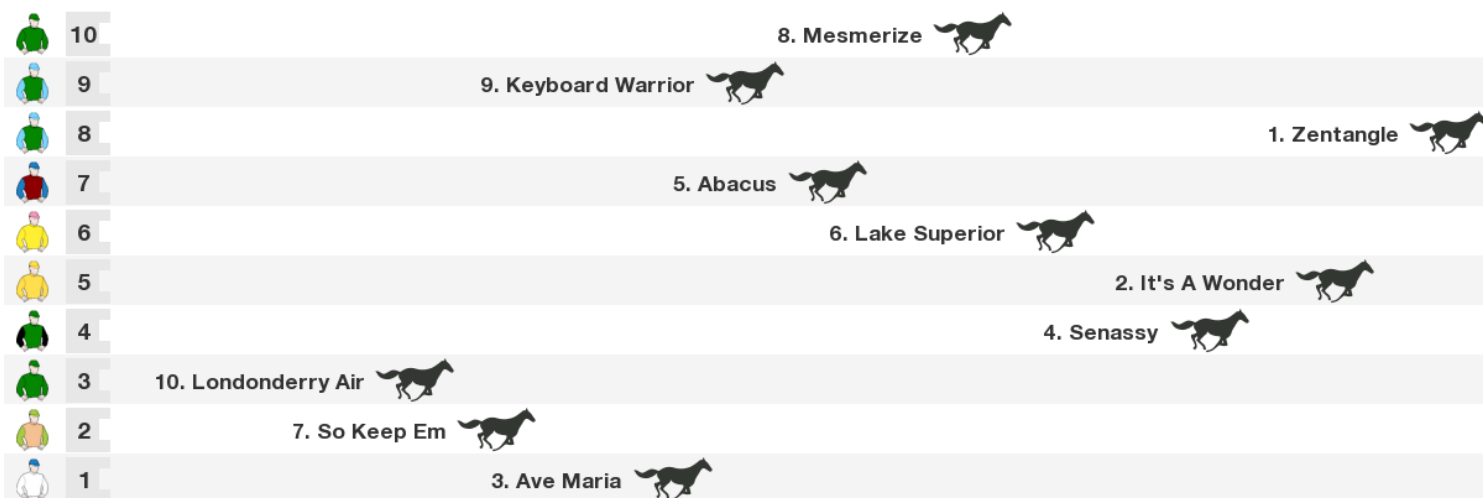 10 8. Mesmerize
9 9. Keyboard Warrior
8 1. Zentangle
7 5. Abacus
6 6. Lake Superior
5 2. It's A Wonder
4 4. Senassy
3 10. Londonderry Air
2 7. So Keep Em
1 3. Ave Maria